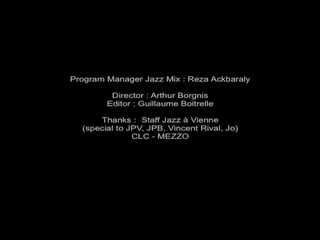 Program Manager Jazz Mix : Reza Ackbaraly
Director : Arthur Borgnis
Editor : Guillaume Boitrelle
Thanks : Staff Jazz à Vienne
(special to JPV, JPB, Vincent Rival, Jo)
CLC - MEZZO